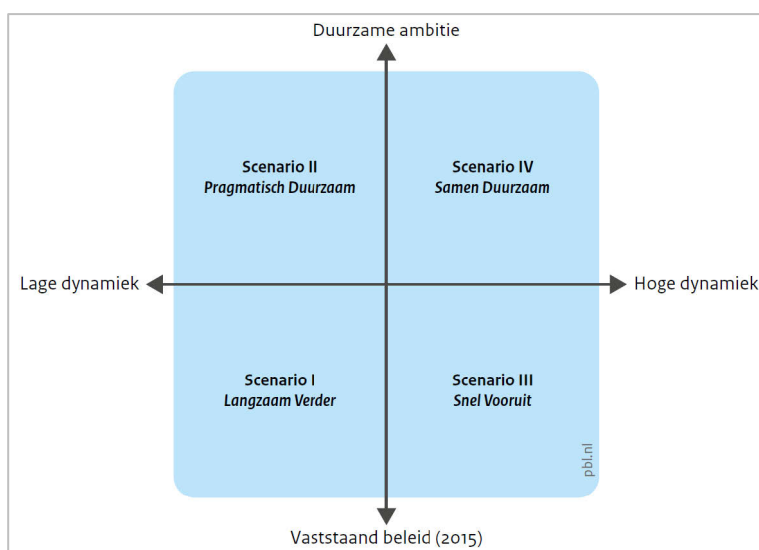 Duurzame ambitie
Scenario II
Pragmatisch Duurzaam
Scenario IV
Samen Duurzaam
Lage dynamiek
Hoge dynamiek
Scenario I
Langzaam Verder
Scenario III
Snel Vooruit
pbl.nl
Vaststaand beleid (2015)